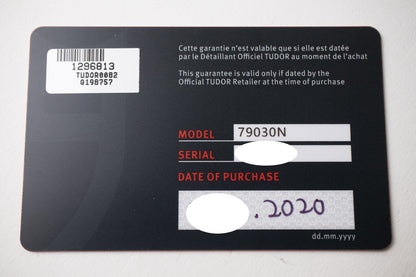 1296813
TUDOR00B2
G198757
Cette garantie n'est valable que si elle est datée
par le Détaillant Officiel TUDOR au moment de l'achat
This guarantee is valid only if dated by the
Official TUDOR Retailer at the time of purchase
MODEL 79030N
SERIAL
DATE OF PURCHASE
.2020
dd.mm.yyyy